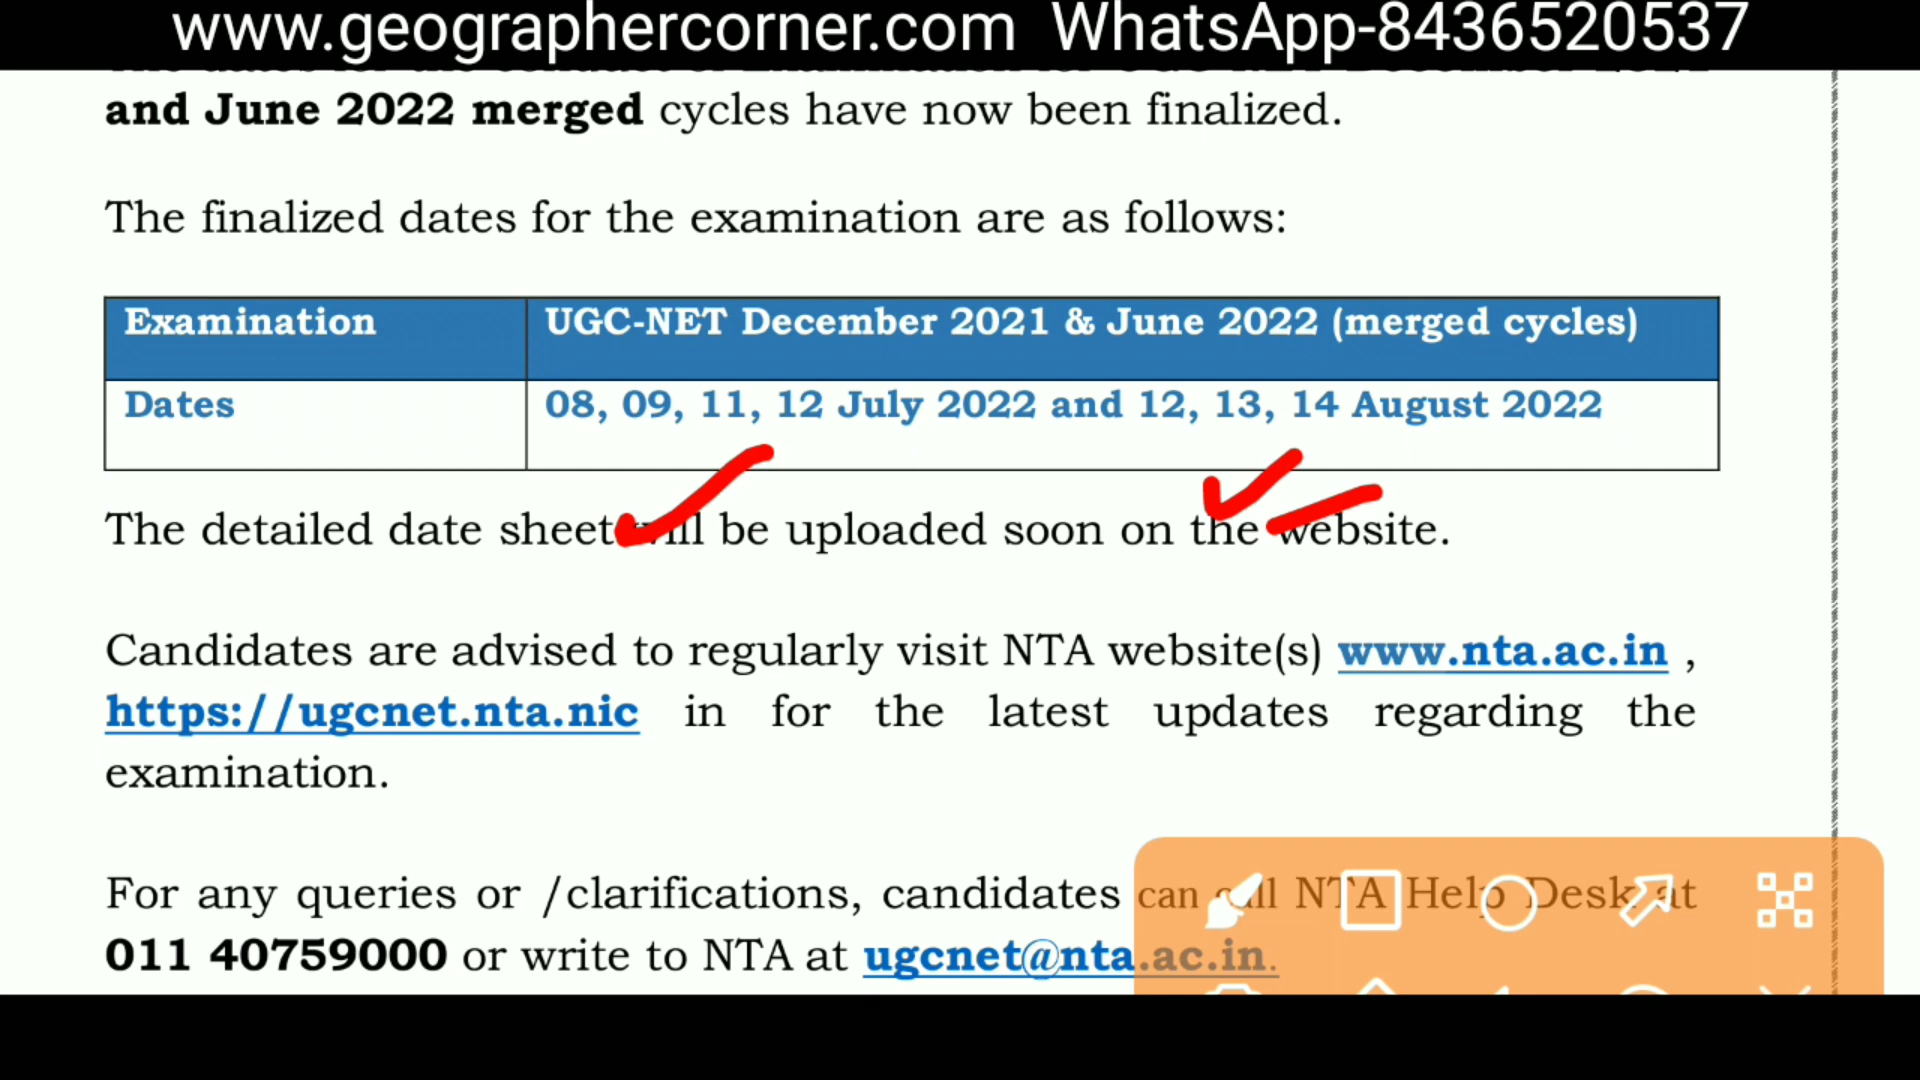 www.geographercorner.com WhatsApp-8436520537
and June 2022 merged cycles have now been finalized.
The finalized dates for the examination are as follows:
Examination UGC-NET December 2021 & June 2022 (merged cycles)
Dates 08, 09, 11, 12 July 2022 and 12, 13, 14 August 2022
The detailed date sheet will be uploaded soon on the website.
Candidates are advised to regularly visit NTA website(s) www.nta.ac.in ,
https://ugcnet.nta.nic in for the latest updates regarding the
examination.
For any queries or /clarifications, candidates can call NTA Help Desk at
011 40759000 or write to NTA at ugcnet@nta.ac.in.